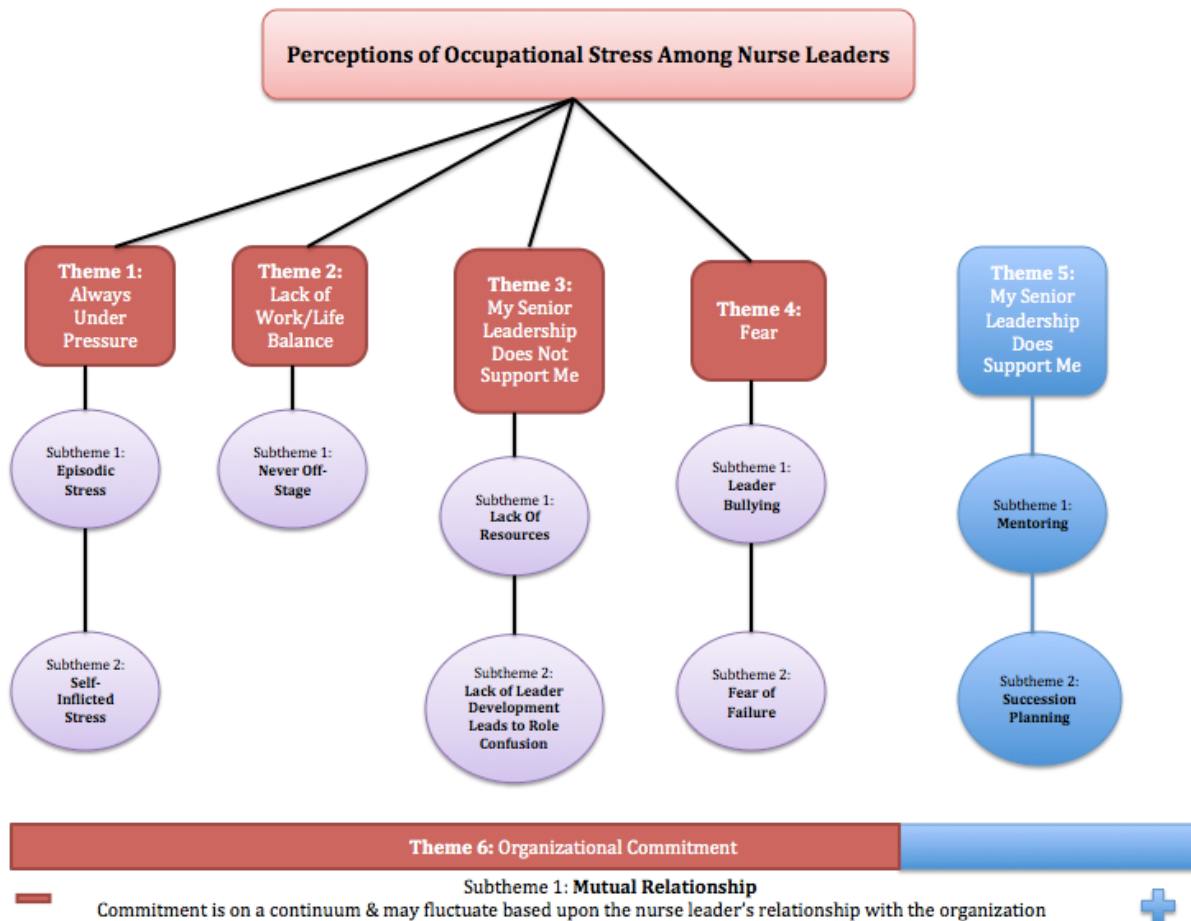 Perceptions of Occupational Stress Among Nurse Leaders
Theme 1:
Always
Under
Pressure
Theme 2:
Lack of
Work/Life
Balance
Theme 3:
My Senior
Leadership
Does Not
Support Me
Theme 4:
Fear
Theme 5:
My Senior
Leadership
Does
Support Me
Subtheme 1:
Episodic
Stress
Subtheme 1:
Never Off-
Stage
Subtheme 1:
Lack Of
Resources
Subtheme 1:
Leader
Bullying
Subtheme 1:
Mentoring
Subtheme 2:
Self-
Inflicted
Stress
Subtheme 2:
Lack of Leader
Development
Leads to Role
Confusion
Subtheme 2:
Fear of
Failure
Subtheme 2:
Succession
Planning
Theme 6: Organizational Commitment
Subtheme 1: Mutual Relationship
Commitment is on a continuum & may fluctuate based upon the nurse leader's relationship with the organization